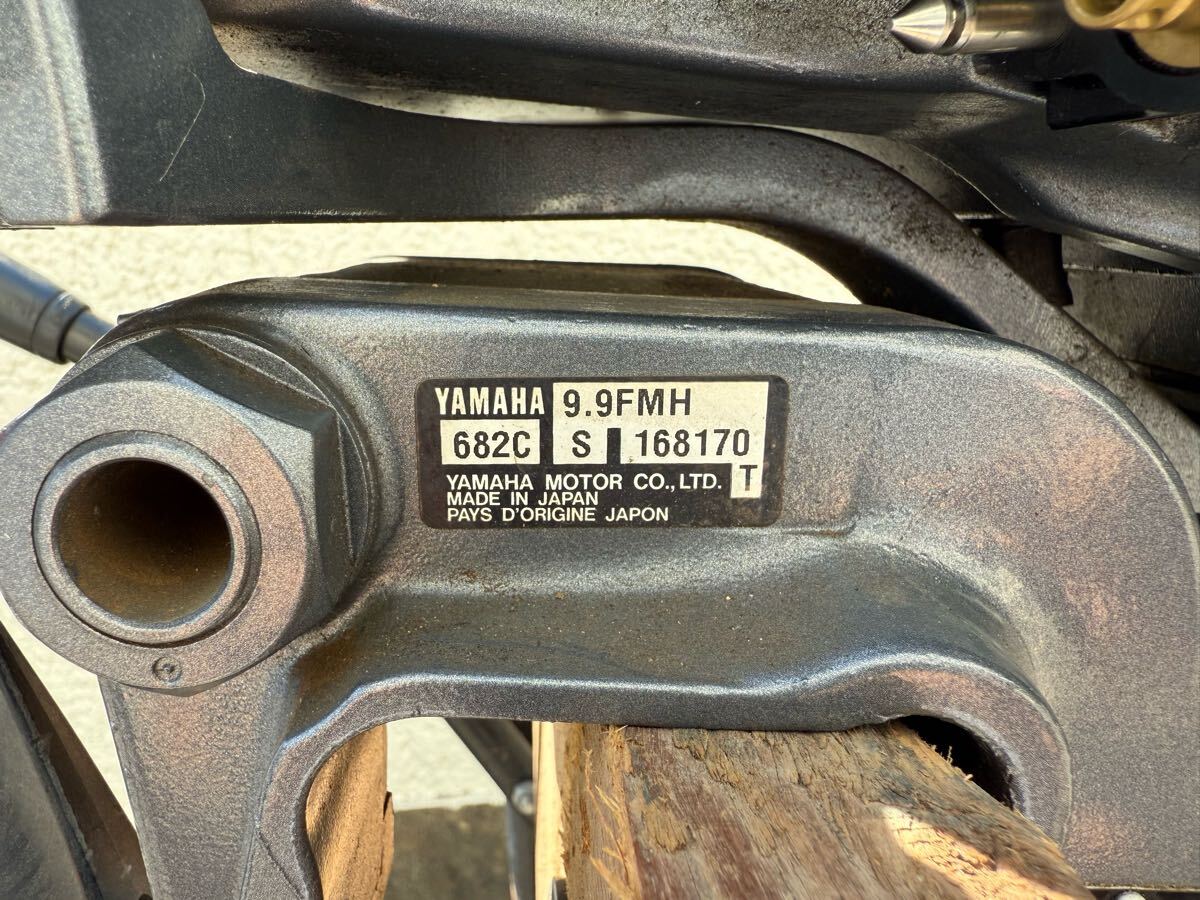 YAMAHA 9.9FMH
682C S 168170
T
YAMAHA MOTOR CO.,LTD.
MADE IN JAPAN
PAYS D'ORIGINE JAPON